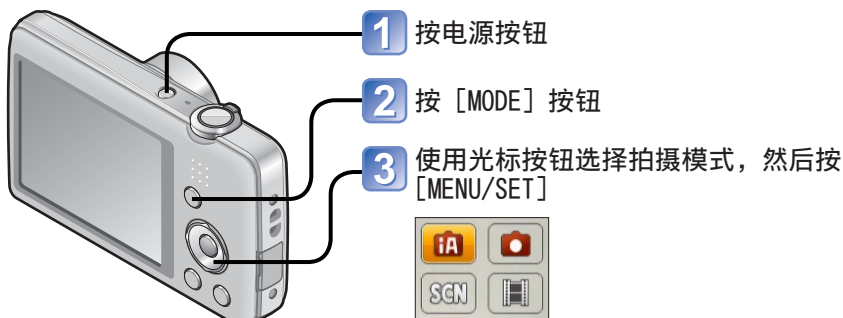 1 按电源按钮
2 按［MODE］按钮
3 使用光标按钮选择拍摄模式，然后按
［MENU/SET］
iA
SCN